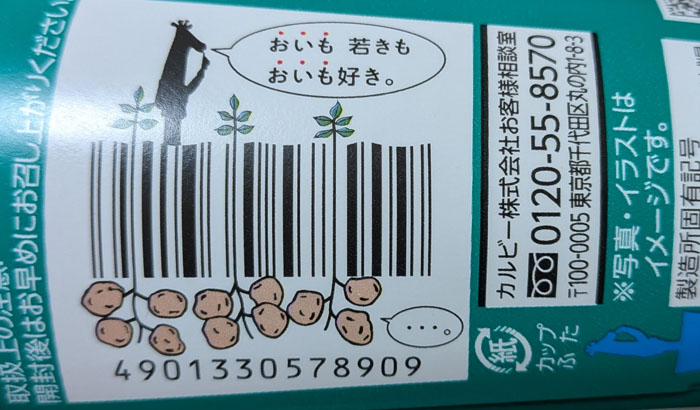 おいも 若きも
おいも好き。
・・・。
4901330578909
取扱上の注意:
開封後はお早めにお召し上がりください
カルビー株式会社お客様相談室
0120-55-8570
〒100-0005 東京都千代田区丸の内1-8-3
※写真・イラストは
イメージです。
製造所固有記号
紙
カップ
ふた